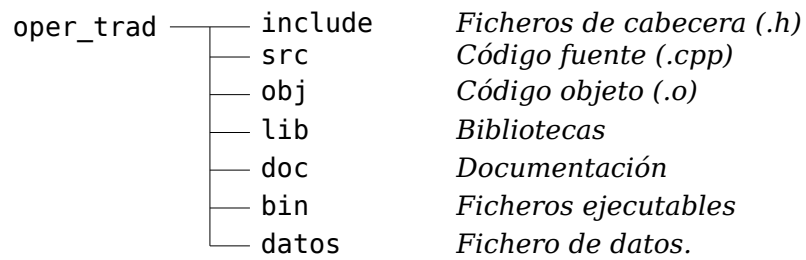 oper_trad include Ficheros de cabecera (.h)
src Código fuente (.cpp)
obj Código objeto (.o)
lib Bibliotecas
doc Documentación
bin Ficheros ejecutables
datos Fichero de datos.